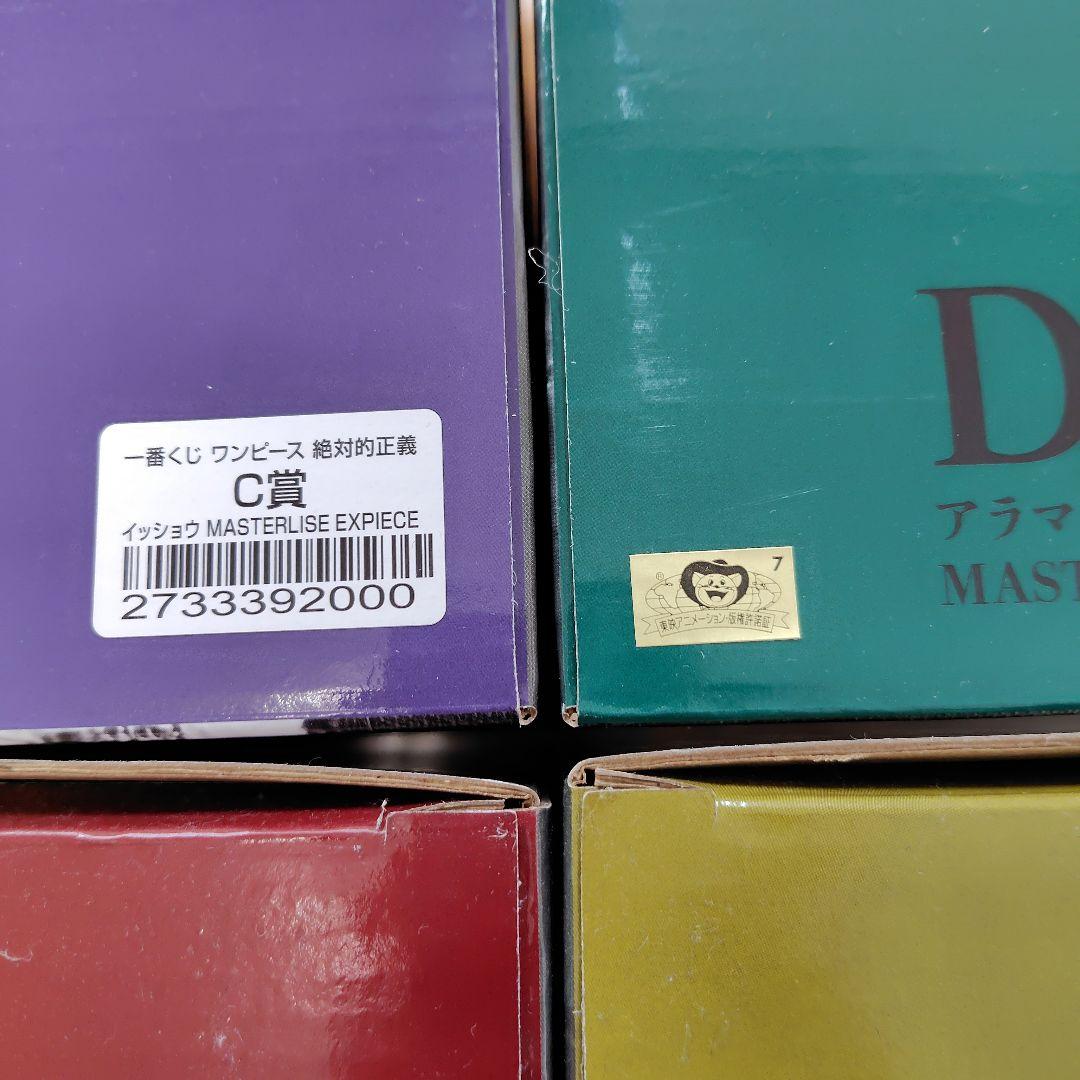 一番くじ ワンピース 絶対的正義
C賞
イッショウ MASTERLISE EXPIECE
2733392000
D
アラマ
MAST
7
®
東映アニメーション・版権許諾証